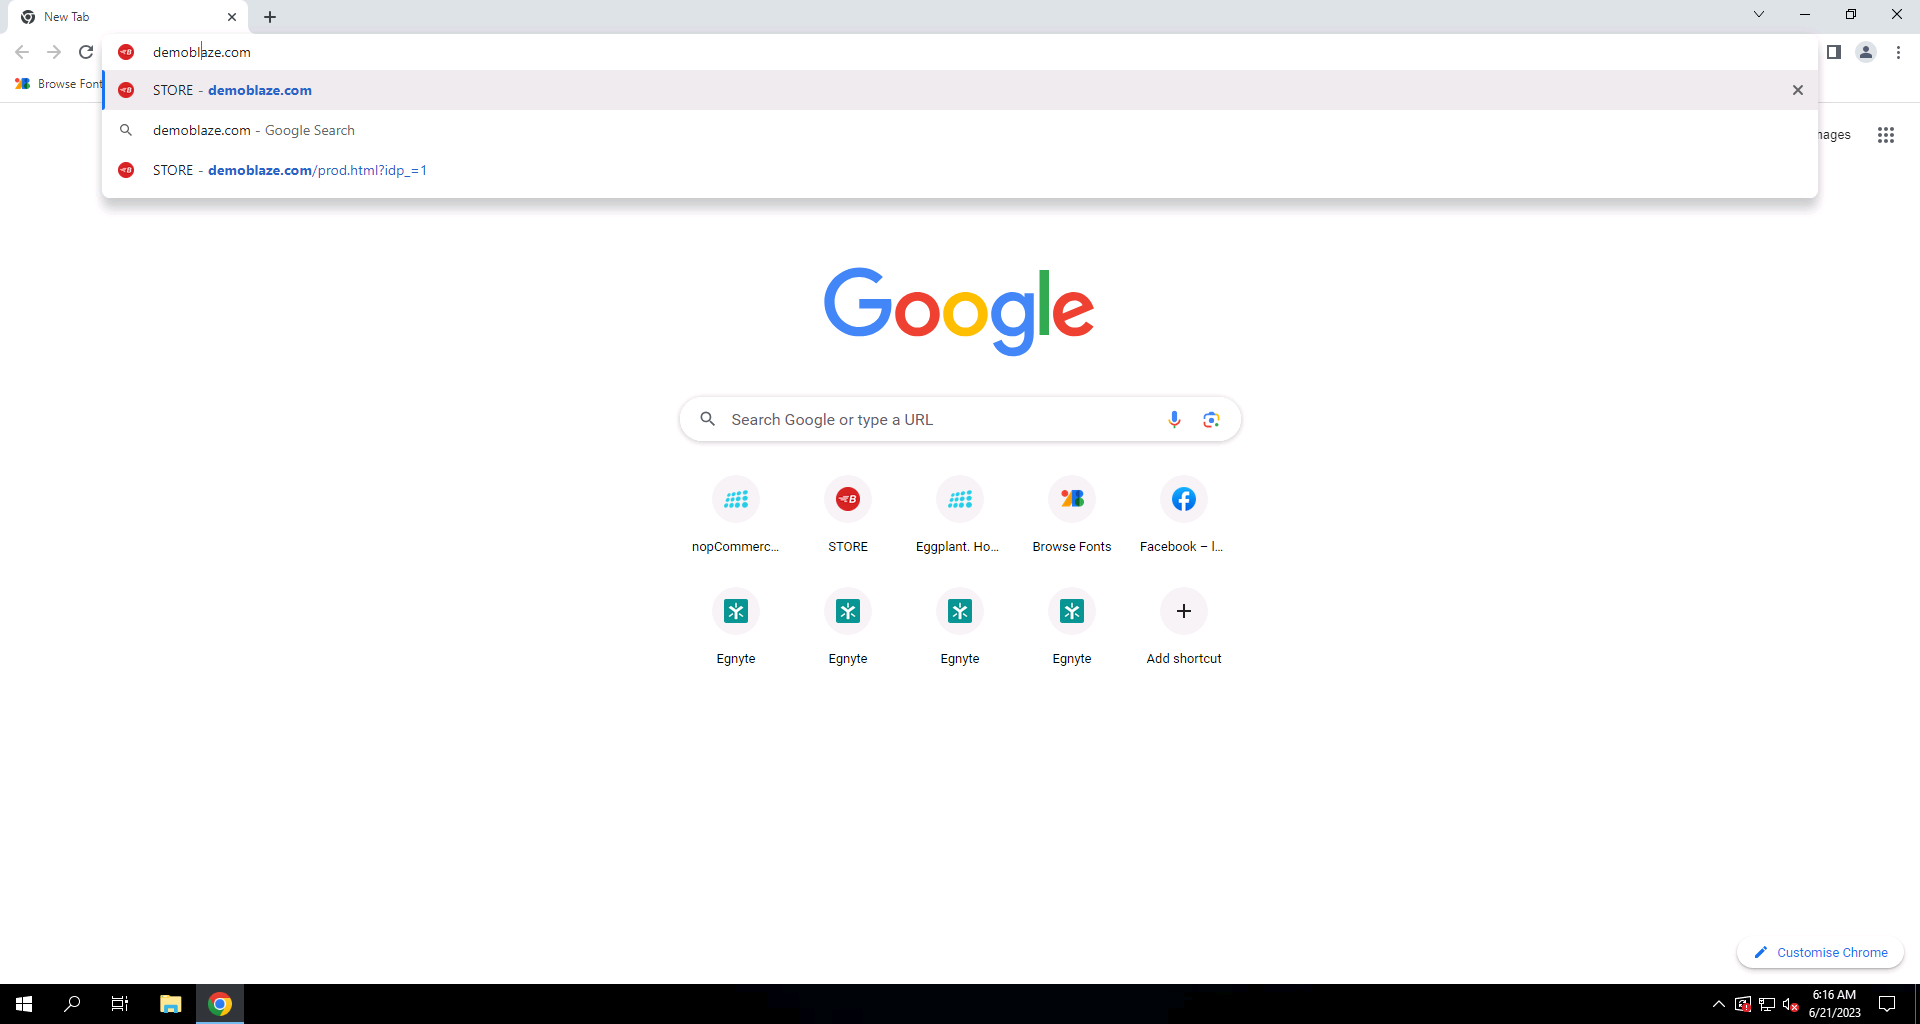 New Tab
demoblaze.com
Browse Font
STORE - demoblaze.com
demoblaze.com - Google Search
STORE - demoblaze.com/prod.html?idp_=1
mages
Google
Search Google or type a URL
nopCommerc...
STORE
Eggplant. Ho...
Browse Fonts
Facebook – l...
Egnyte
Egnyte
Egnyte
Egnyte
Add shortcut
Customise Chrome
6:16 AM
6/21/2023